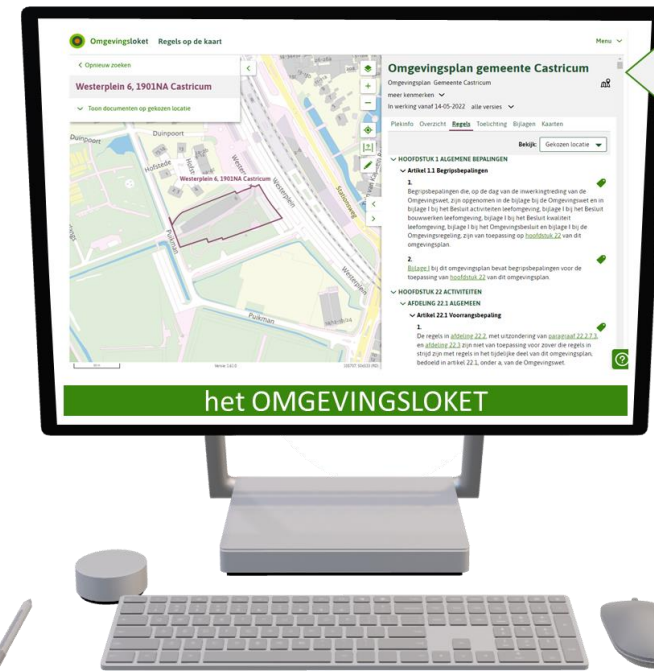 Omgevingsloket Regels op de kaart
Menu
Opnieuw zoeken
Westerplein 6, 1901NA Castricum
Toon documenten op gekozen locatie
Duinpoort
Duinpoort
Hofstede
Westerplein 6, 1901NA Castricum
Westerplein
Stationsweg
Puikman
Puikman
Westerplein
Omgevingsplan gemeente Castricum
Omgevingsplan Gemeente Castricum
meer kenmerken
In werking vanaf 14-05-2022 alle versies
Plekinfo Overzicht Regels Toelichting Bijlagen Kaarten
Bekijk: Gekozen locatie
HOOFDSTUK 1 ALGEMENE BEPALINGEN
Artikel 1.1 Begripsbepalingen
1.
Begripsbepalingen die, op de dag van de inwerkingtreding van de
Omgevingswet, zijn opgenomen in de bijlage bij de Omgevingswet en in
bijlage I bij het Besluit activiteiten leefomgeving, bijlage I bij het Besluit
bouwwerken leefomgeving, bijlage I bij het Besluit kwaliteit
leefomgeving, bijlage I bij het Omgevingsbesluit en bijlage I bij de
Omgevingsregeling, zijn van toepassing op hoofdstuk 22 van dit
omgevingsplan.
2.
Bijlage I bij dit omgevingsplan bevat begripsbepalingen voor de
toepassing van hoofdstuk 22 van dit omgevingsplan.
HOOFDSTUK 22 ACTIVITEITEN
AFDELING 22.1 ALGEMEEN
Artikel 22.1 Voorrangsbepaling
1.
De regels in afdeling 22.2, met uitzondering van paragraaf 22.2.7.3,
en afdeling 22.3 zijn niet van toepassing voor zover die regels in
strijd zijn met regels in het tijdelijke deel van dit omgevingsplan,
bedoeld in artikel 22.1, onder a, van de Omgevingswet.
het OMGEVINGSLOKET